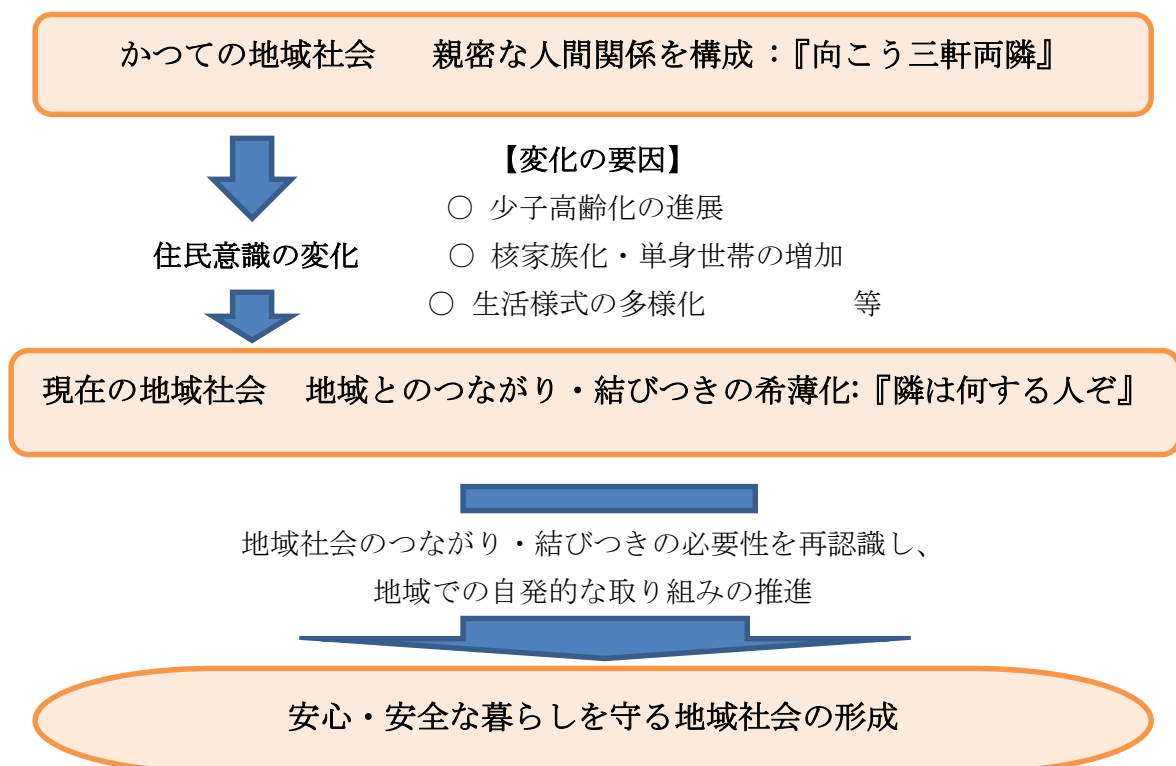 かつての地域社会　親密な人間関係を構成：『向こう三軒両隣』
【変化の要因】
○ 少子高齢化の進展
住民意識の変化　○ 核家族化・単身世帯の増加
○ 生活様式の多様化　等
現在の地域社会　地域とのつながり・結びつきの希薄化：『隣は何する人ぞ』
地域社会のつながり・結びつきの必要性を再認識し、
地域での自発的な取り組みの推進
安心・安全な暮らしを守る地域社会の形成